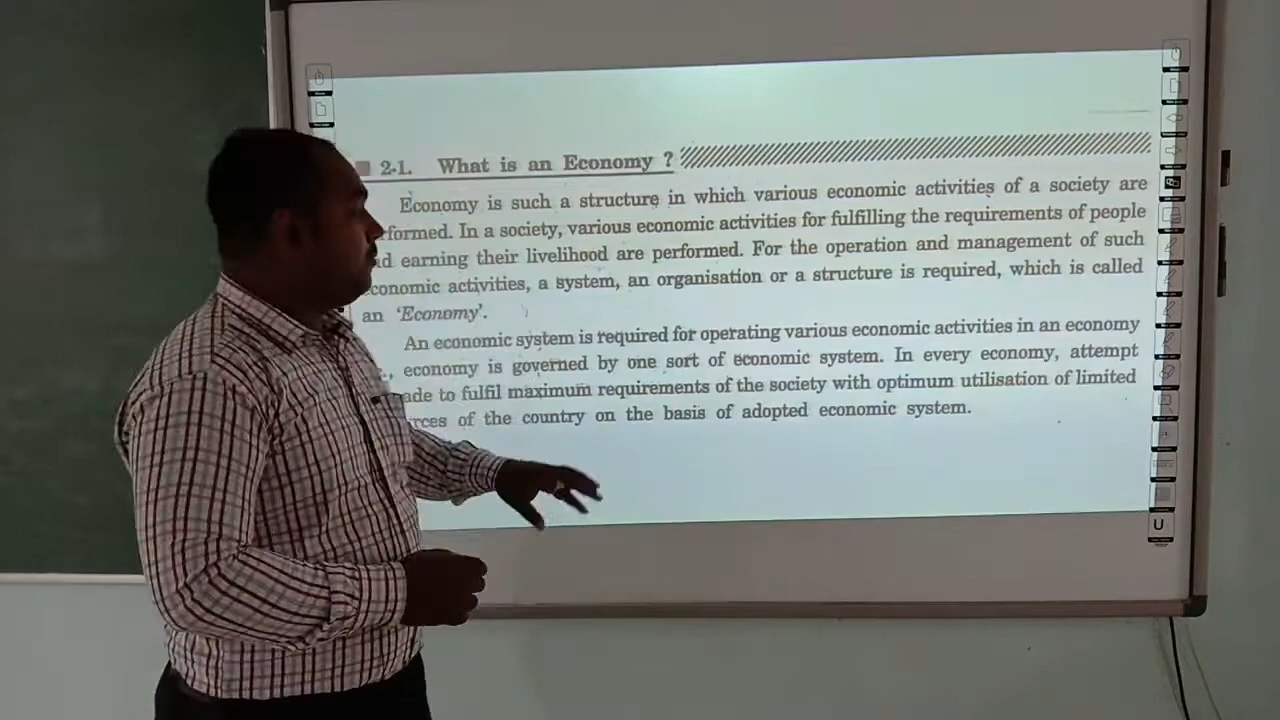 2·1. What is an Economy ?
Economy is such a structure in which various economic activities of a society are
rformed. In a society, various economic activities for fulfilling the requirements of people
d earning their livelihood are performed. For the operation and management of such
conomic activities, a system, an organisation or a structure is required, which is called
an ‘Economy’.
An economic system is required for operating various economic activities in an economy
., economy is governed by one sort of economic system. In every economy, attempt
ade to fulfil maximum requirements of the society with optimum utilisation of limited
rces of the country on the basis of adopted economic system.
U